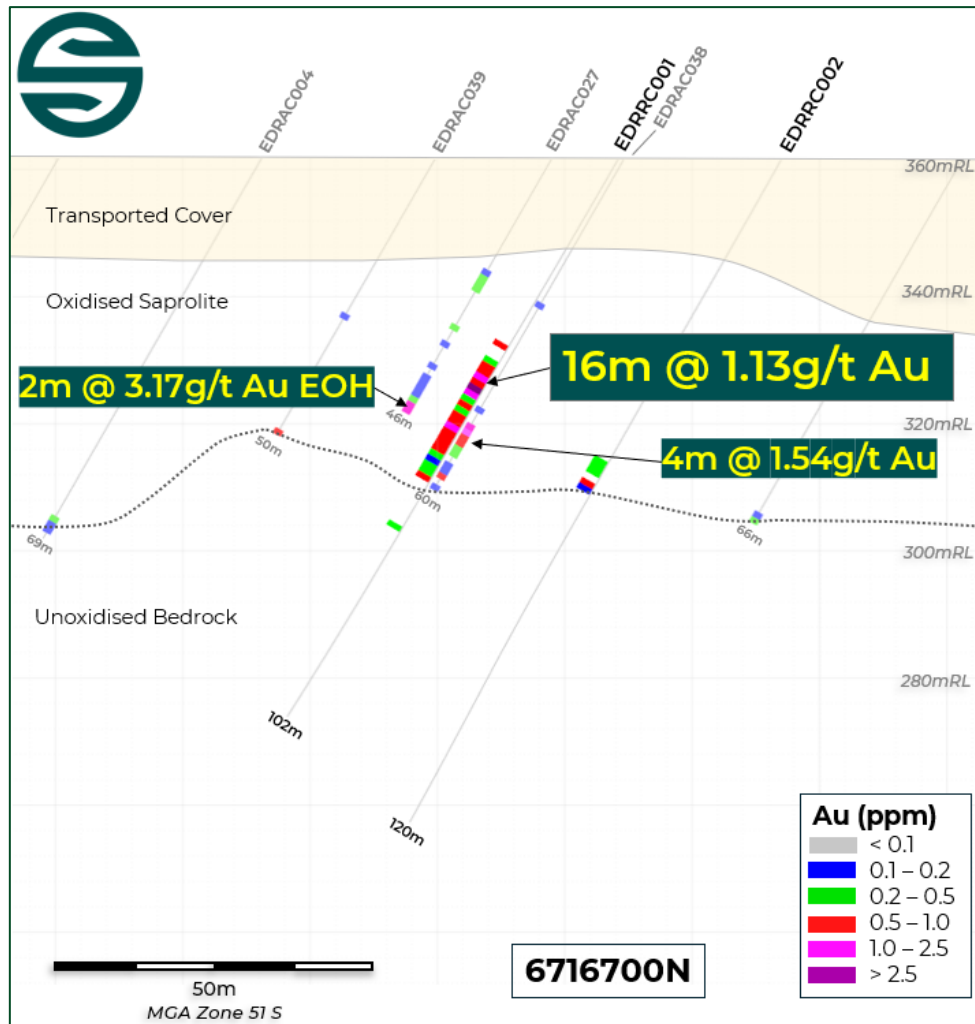 EDRAC004
EDRAC039
EDRAC027
EDRRC001
EDRAC038
EDRRC002
360mRL
Transported Cover
340mRL
Oxidised Saprolite
16m @ 1.13g/t Au
2m @ 3.17g/t Au EOH
46m
320mRL
50m
4m @ 1.54g/t Au
60m
66m
69m
300mRL
Unoxidised Bedrock
280mRL
102m
120m
Au (ppm)
< 0.1
0.1 – 0.2
0.2 – 0.5
0.5 – 1.0
1.0 – 2.5
> 2.5
6716700N
50m
MGA Zone 51 S